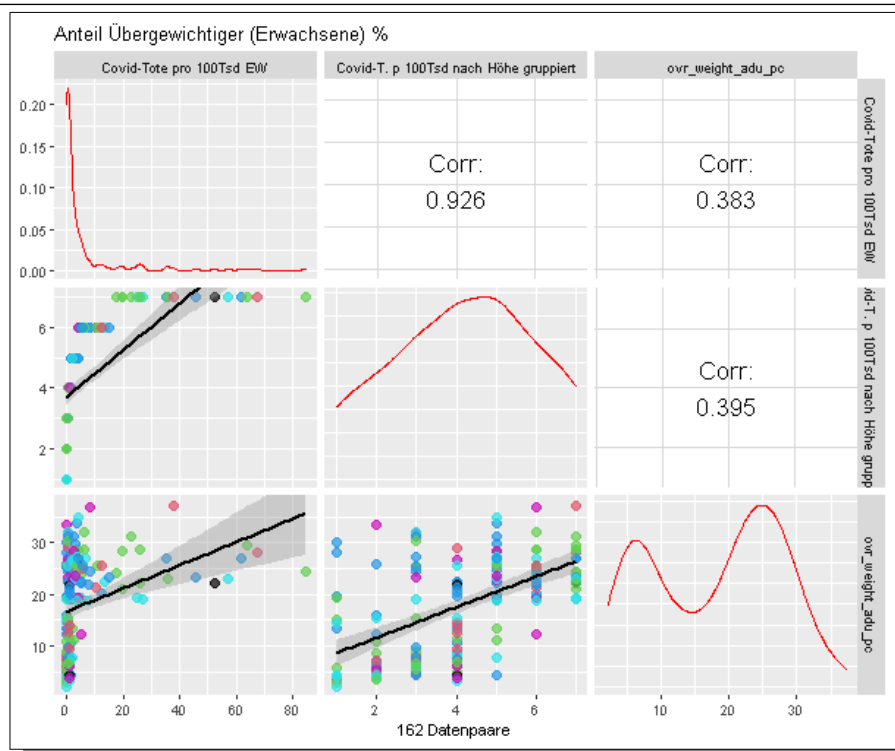 Anteil Übergewichtiger (Erwachsene) %
Covid-Tote pro 100Tsd EW
Covid-T. p 100Tsd nach Höhe gruppiert
ovr_weight_adu_pc
0.20
0.15
0.10
0.05
0.00
Corr:
0.926
Corr:
0.383
Covid-Tote pro 100Tsd EW
6
4
2
Corr:
0.395
d-T. p 100Tsd nach Höhe grupp
30
20
10
ovr_weight_adu_pc
0 20 40 60 80
2 4 6
10 20 30
162 Datenpaare